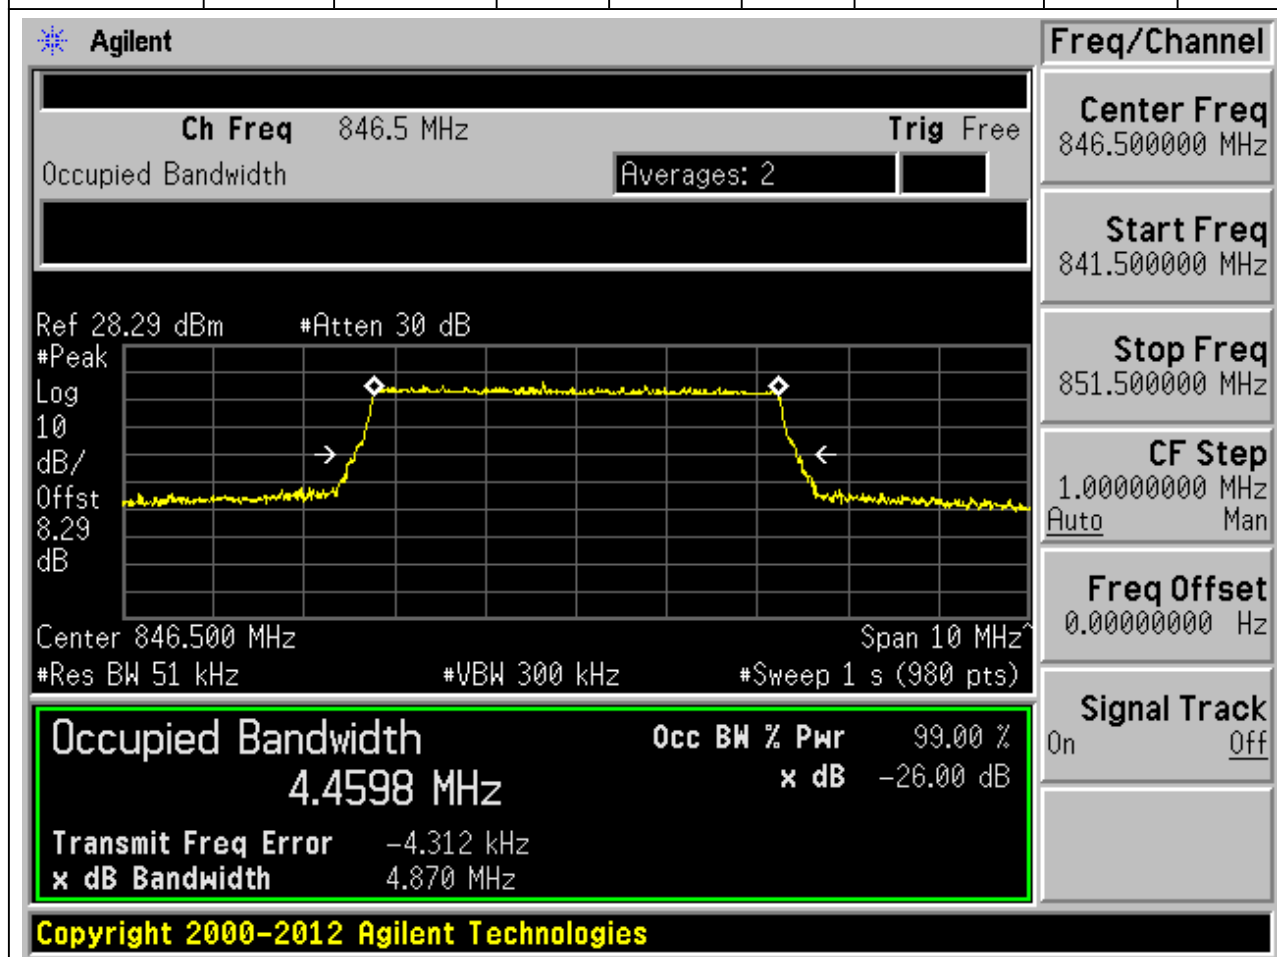 Agilent
Freq/Channel
Ch Freq 846.5 MHz Trig Free
Occupied Bandwidth Averages: 2
Center Freq
846.500000 MHz
Start Freq
841.500000 MHz
Stop Freq
851.500000 MHz
CF Step
1.00000000 MHz
Auto Man
Freq Offset
0.00000000 Hz
Signal Track
On Off
Ref 28.29 dBm #Atten 30 dB
#Peak
Log
10
dB/
Offst
8.29
dB
Center 846.500 MHz Span 10 MHz^
#Res BW 51 kHz #VBW 300 kHz #Sweep 1 s (980 pts)
Occupied Bandwidth Occ BW % Pwr 99.00 %
4.4598 MHz x dB -26.00 dB
Transmit Freq Error -4.312 kHz
x dB Bandwidth 4.870 MHz
Copyright 2000-2012 Agilent Technologies